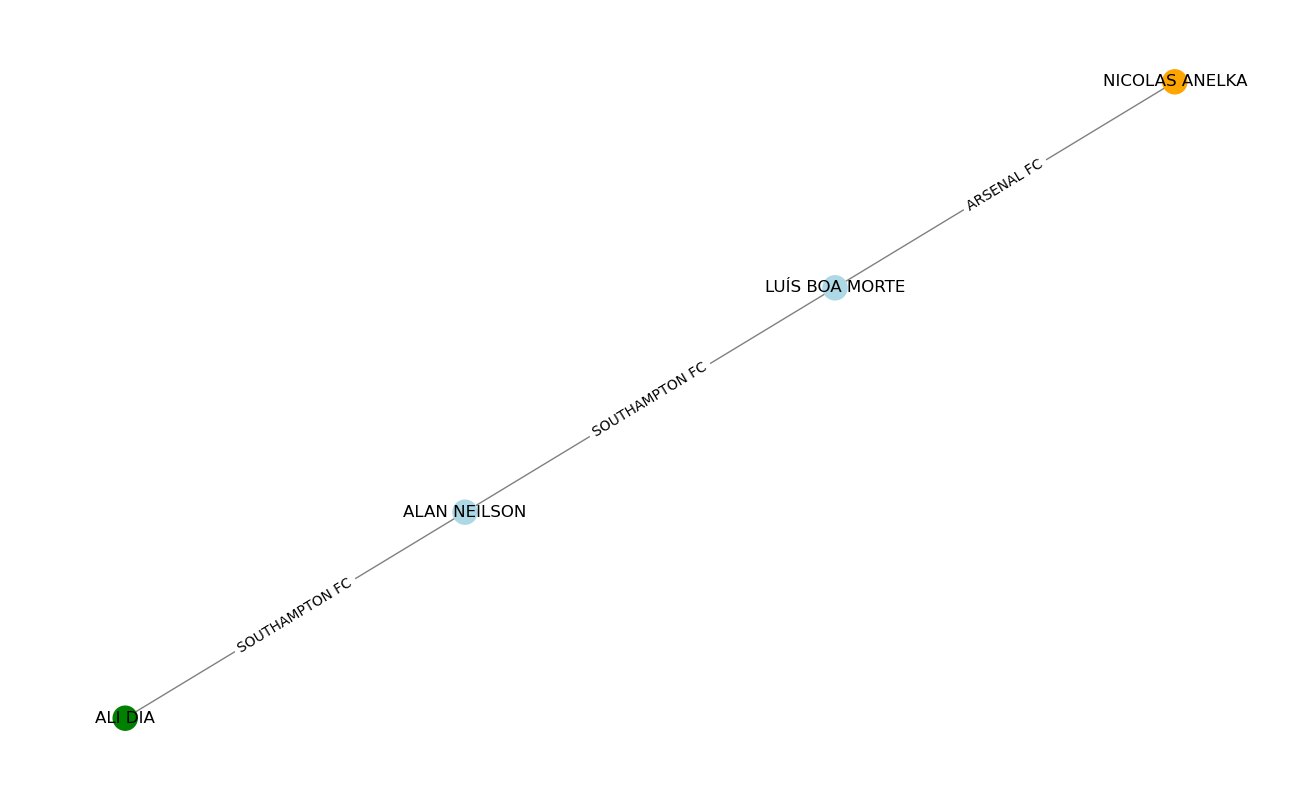 NICOLAS ANELKA
ARSENAL FC
LUÍS BOA MORTE
SOUTHAMPTON FC
ALAN NEILSON
SOUTHAMPTON FC
ALI DIA